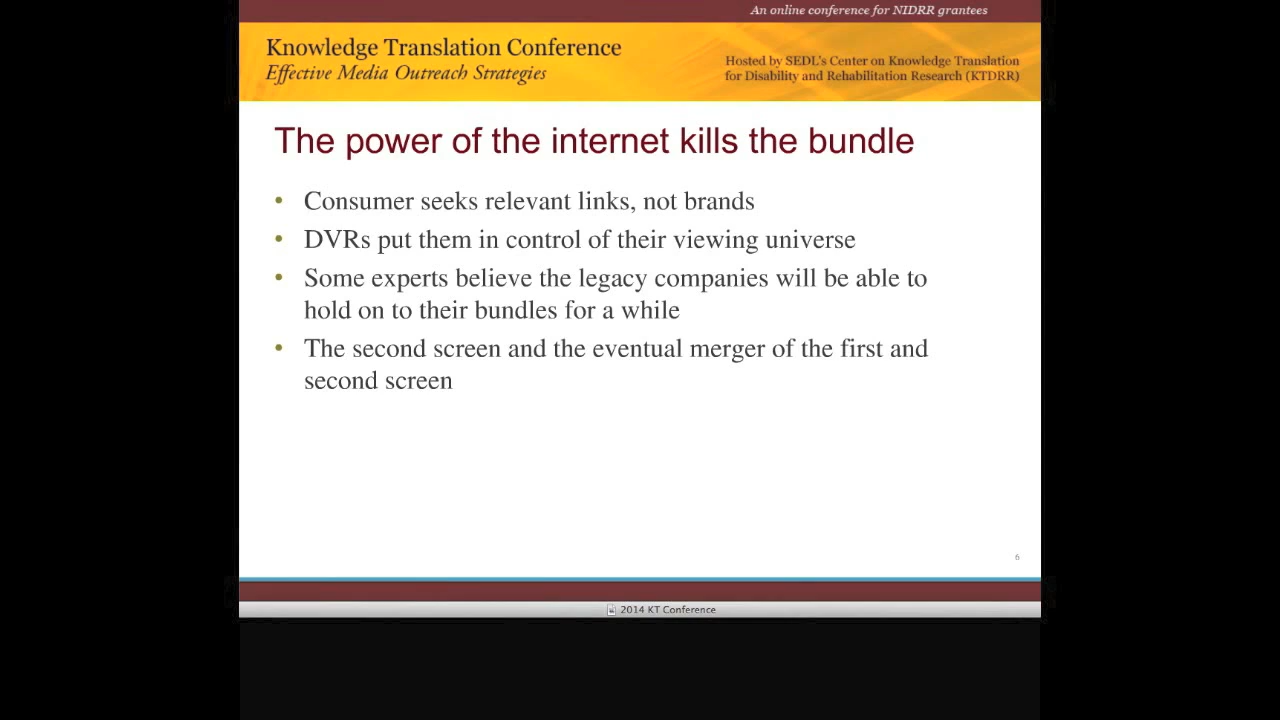 An online conference for NIDRR grantees
Knowledge Translation Conference
Effective Media Outreach Strategies
Hosted by SEDL's Center on Knowledge Translation
for Disability and Rehabilitation Research (KTDRR)
The power of the internet kills the bundle
• Consumer seeks relevant links, not brands
• DVRs put them in control of their viewing universe
• Some experts believe the legacy companies will be able to
hold on to their bundles for a while
• The second screen and the eventual merger of the first and
second screen
6
2014 KT Conference